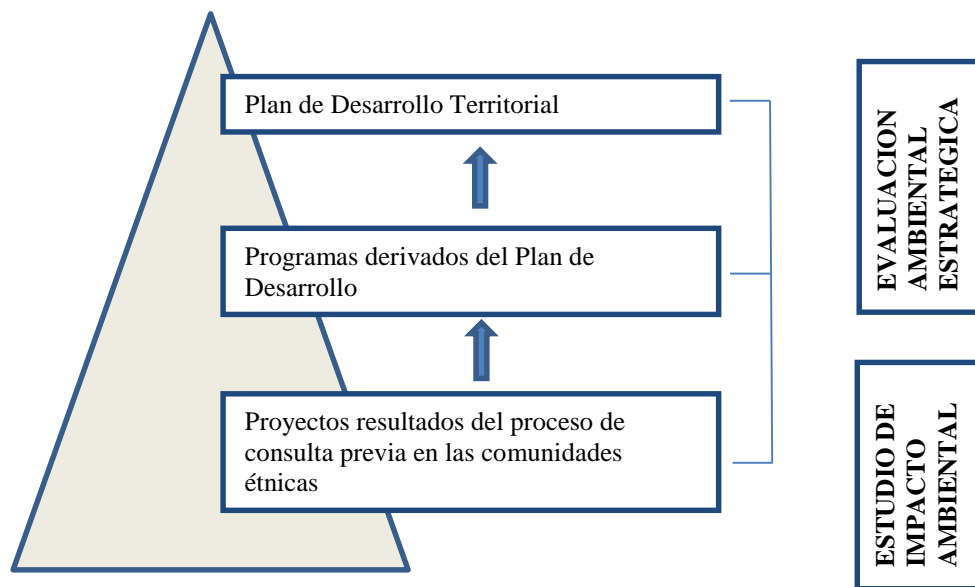 Plan de Desarrollo Territorial
Programas derivados del Plan de
Desarrollo
Proyectos resultados del proceso de
consulta previa en las comunidades
étnicas
EVALUACION
AMBIENTAL
ESTRATEGICA
ESTUDIO DE
IMPACTO
AMBIENTAL